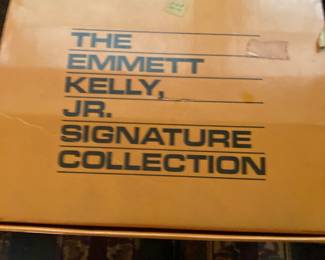 THE
EMMETT
KELLY,
JR.
SIGNATURE
COLLECTION